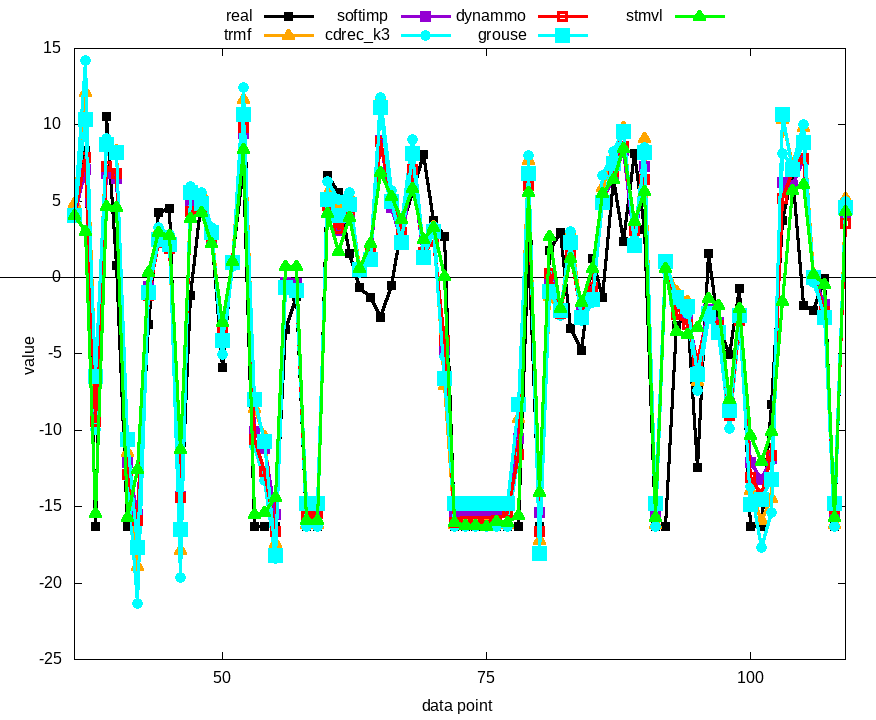 real softimp dynammo stmvl
trmf cdrec_k3 grouse
15
10
5
0
-5
-10
-15
-20
-25
value
50 75 100
data point